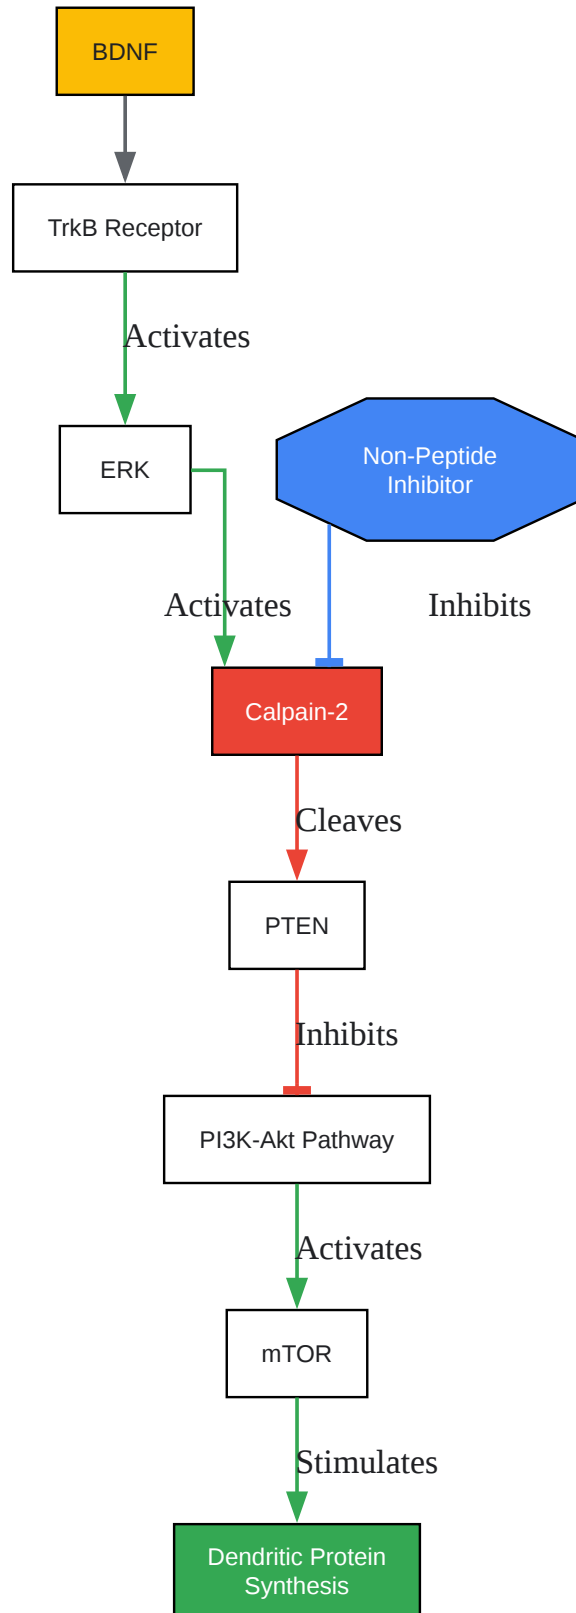 BDNF
TrkB Receptor
Activates
ERK
Non-Peptide
Inhibitor
Activates
Inhibits
Calpain-2
Cleaves
PTEN
Inhibits
PI3K-Akt Pathway
Activates
mTOR
Stimulates
Dendritic Protein
Synthesis